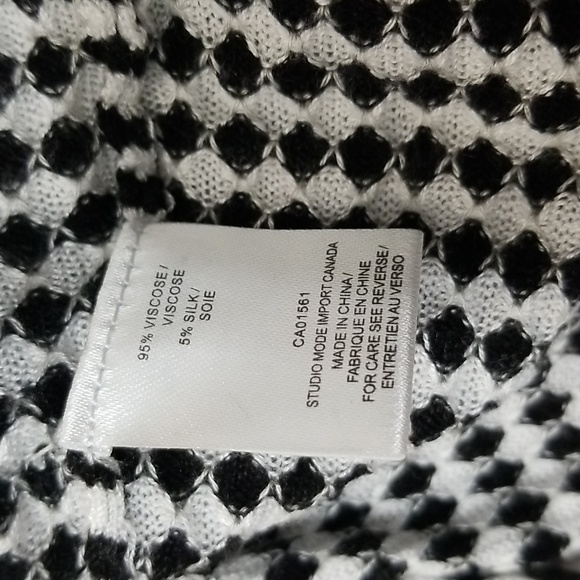 95% VISCOSE/
VISCOSE
5% SILK/
SOIE
CA01561
STUDIO MODE IMPORT CANADA
MADE IN CHINA/
FABRIQUE EN CHINE
FOR CARE SEE REVERSE/
ENTRETIEN AU VERSO